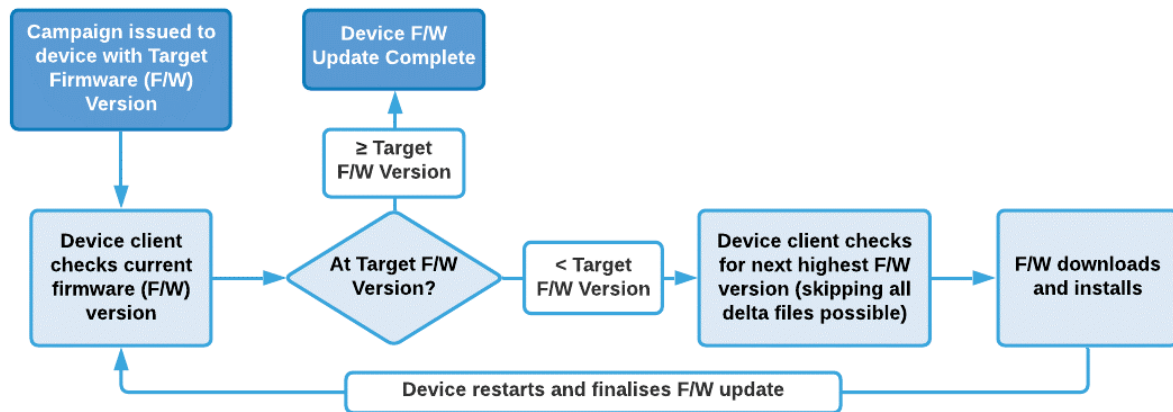 Campaign issued to
device with Target
Firmware (F/W)
Version
Device F/W
Update Complete
≥ Target
F/W Version
Device client
checks current
firmware (F/W)
version
At Target F/W
Version?
< Target
F/W Version
Device client checks
for next highest F/W
version (skipping all
delta files possible)
F/W downloads
and installs
Device restarts and finalises F/W update